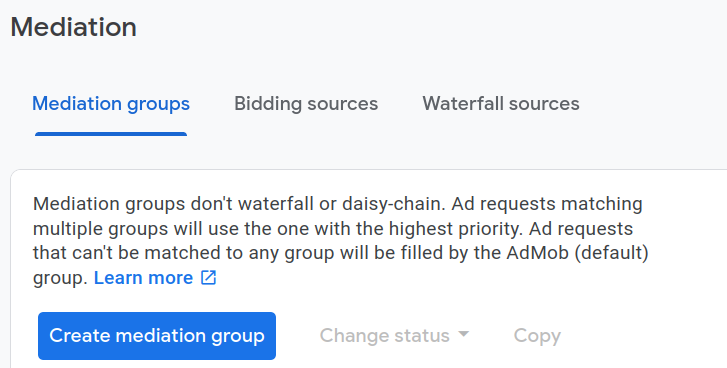 Mediation
Mediation groups Bidding sources Waterfall sources
Mediation groups don't waterfall or daisy-chain. Ad requests matching
multiple groups will use the one with the highest priority. Ad requests
that can't be matched to any group will be filled by the AdMob (default)
group. Learn more
Create mediation group Change status Copy